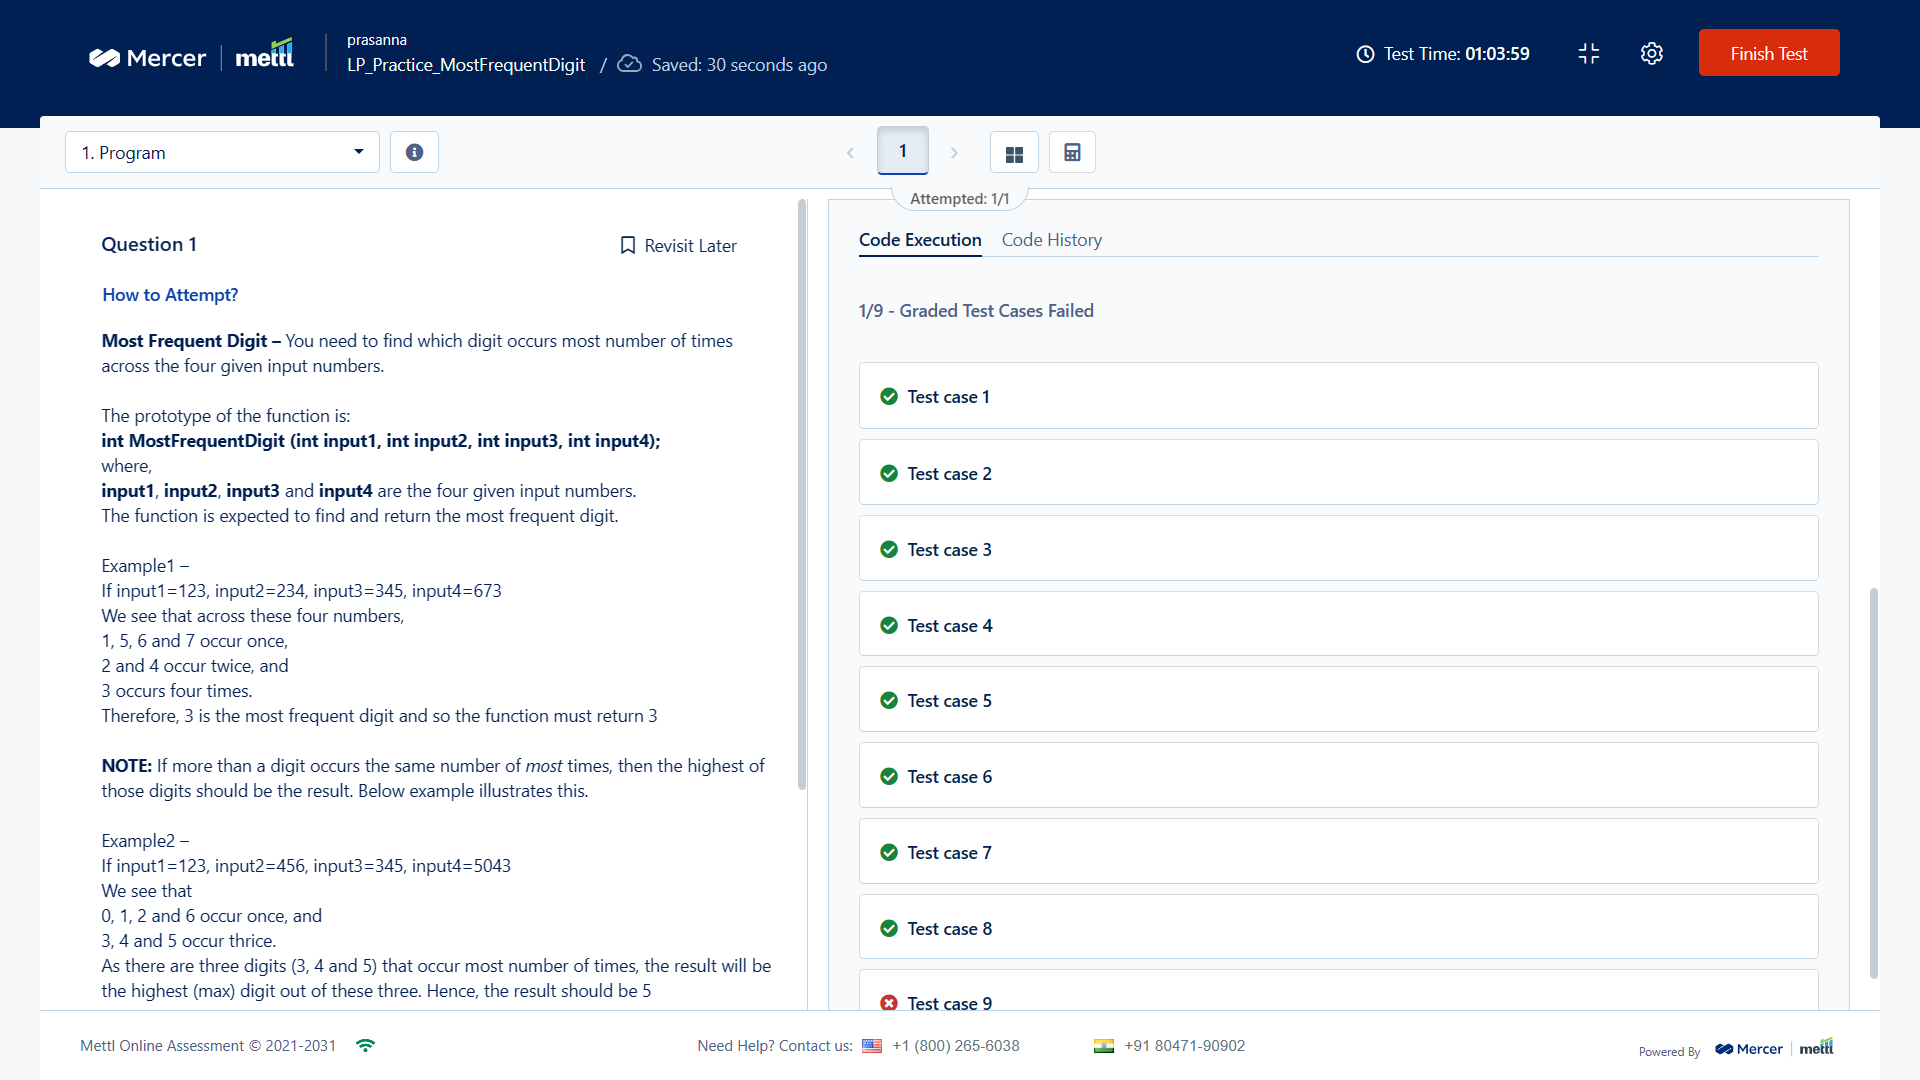 Mercer | mettl
prasanna
LP_Practice_MostFrequentDigit / Saved: 30 seconds ago
Test Time: 01:03:59
Finish Test
1. Program
1
Attempted: 1/1
Question 1
Revisit Later
How to Attempt?
Most Frequent Digit – You need to find which digit occurs most number of times
across the four given input numbers.
The prototype of the function is:
int MostFrequentDigit (int input1, int input2, int input3, int input4);
where,
input1, input2, input3 and input4 are the four given input numbers.
The function is expected to find and return the most frequent digit.
Example1 –
If input1=123, input2=234, input3=345, input4=673
We see that across these four numbers,
1, 5, 6 and 7 occur once,
2 and 4 occur twice, and
3 occurs four times.
Therefore, 3 is the most frequent digit and so the function must return 3
NOTE: If more than a digit occurs the same number of most times, then the highest of
those digits should be the result. Below example illustrates this.
Example2 –
If input1=123, input2=456, input3=345, input4=5043
We see that
0, 1, 2 and 6 occur once, and
3, 4 and 5 occur thrice.
As there are three digits (3, 4 and 5) that occur most number of times, the result will be
the highest (max) digit out of these three. Hence, the result should be 5
Code Execution Code History
1/9 - Graded Test Cases Failed
Test case 1
Test case 2
Test case 3
Test case 4
Test case 5
Test case 6
Test case 7
Test case 8
Test case 9
Mettl Online Assessment © 2021-2031
Need Help? Contact us: +1 (800) 265-6038
+91 80471-90902
Powered By Mercer | mettl